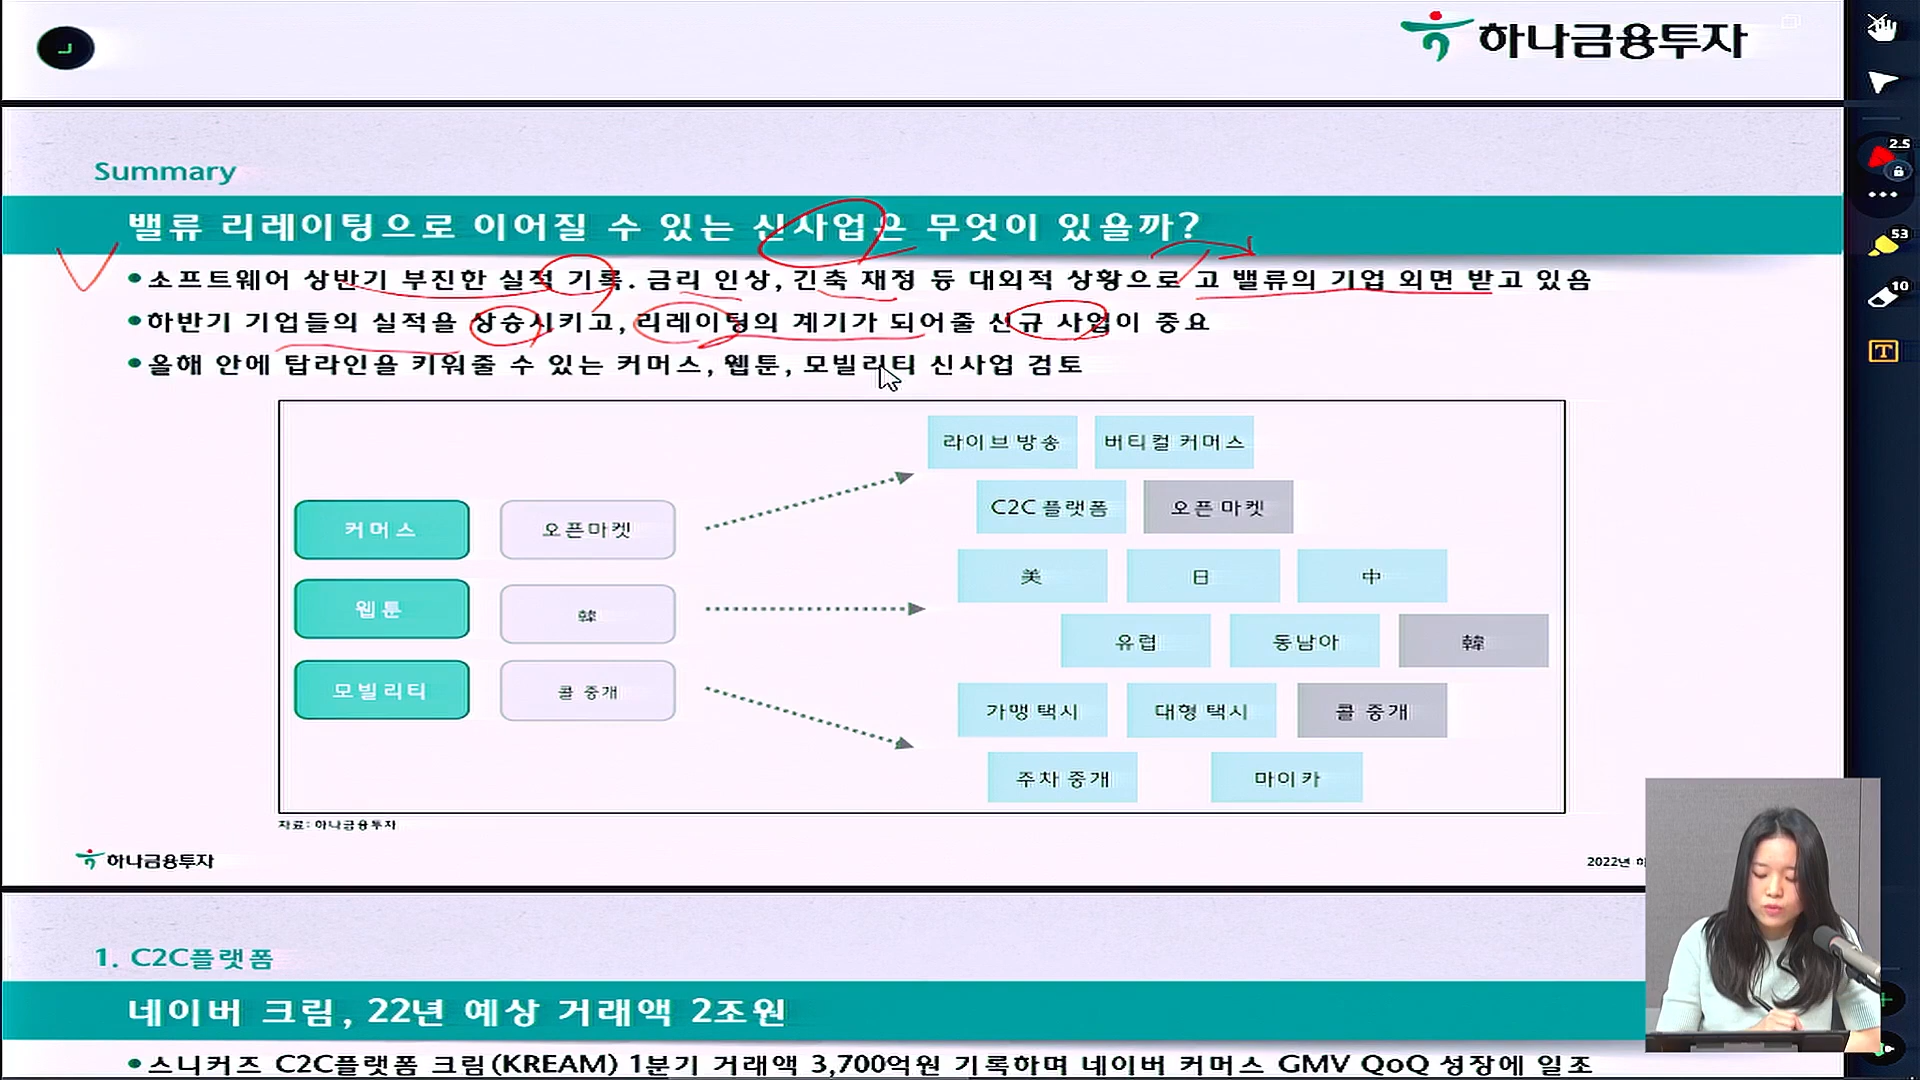 하나금융투자
Summary
밸류 리레이팅으로 이어질 수 있는 신사업은 무엇이 있을까?
•소프트웨어 상반기 부진한 실적 기록. 금리 인상, 긴축 재정 등 대외적 상황으로 고 밸류의 기업 외면 받고 있음
•하반기 기업들의 실적을 상승시키고, 리레이팅의 계기가 되어줄 신규 사업이 중요
•올해 안에 탑라인을 키워줄 수 있는 커머스, 웹툰, 모빌리티 신사업 검토
라이브 방송 버티컬 커머스
커머스 오픈마켓 C2C 플랫폼 오픈 마켓
美 日 中
웹툰 韓 유럽 동남아 韓
모빌리티 콜 중개 가맹 택시 대형 택시 콜 중개
주차 중개 마이카
자료: 하나금융투자
하나금융투자
2022년
1. C2C플랫폼
네이버 크림, 22년 예상 거래액 2조원
•스니커즈 C2C플랫폼 크림(KREAM) 1분기 거래액 3,700억원 기록하며 네이버 커머스 GMV QoQ 성장에 일조
2.5
53
10
T